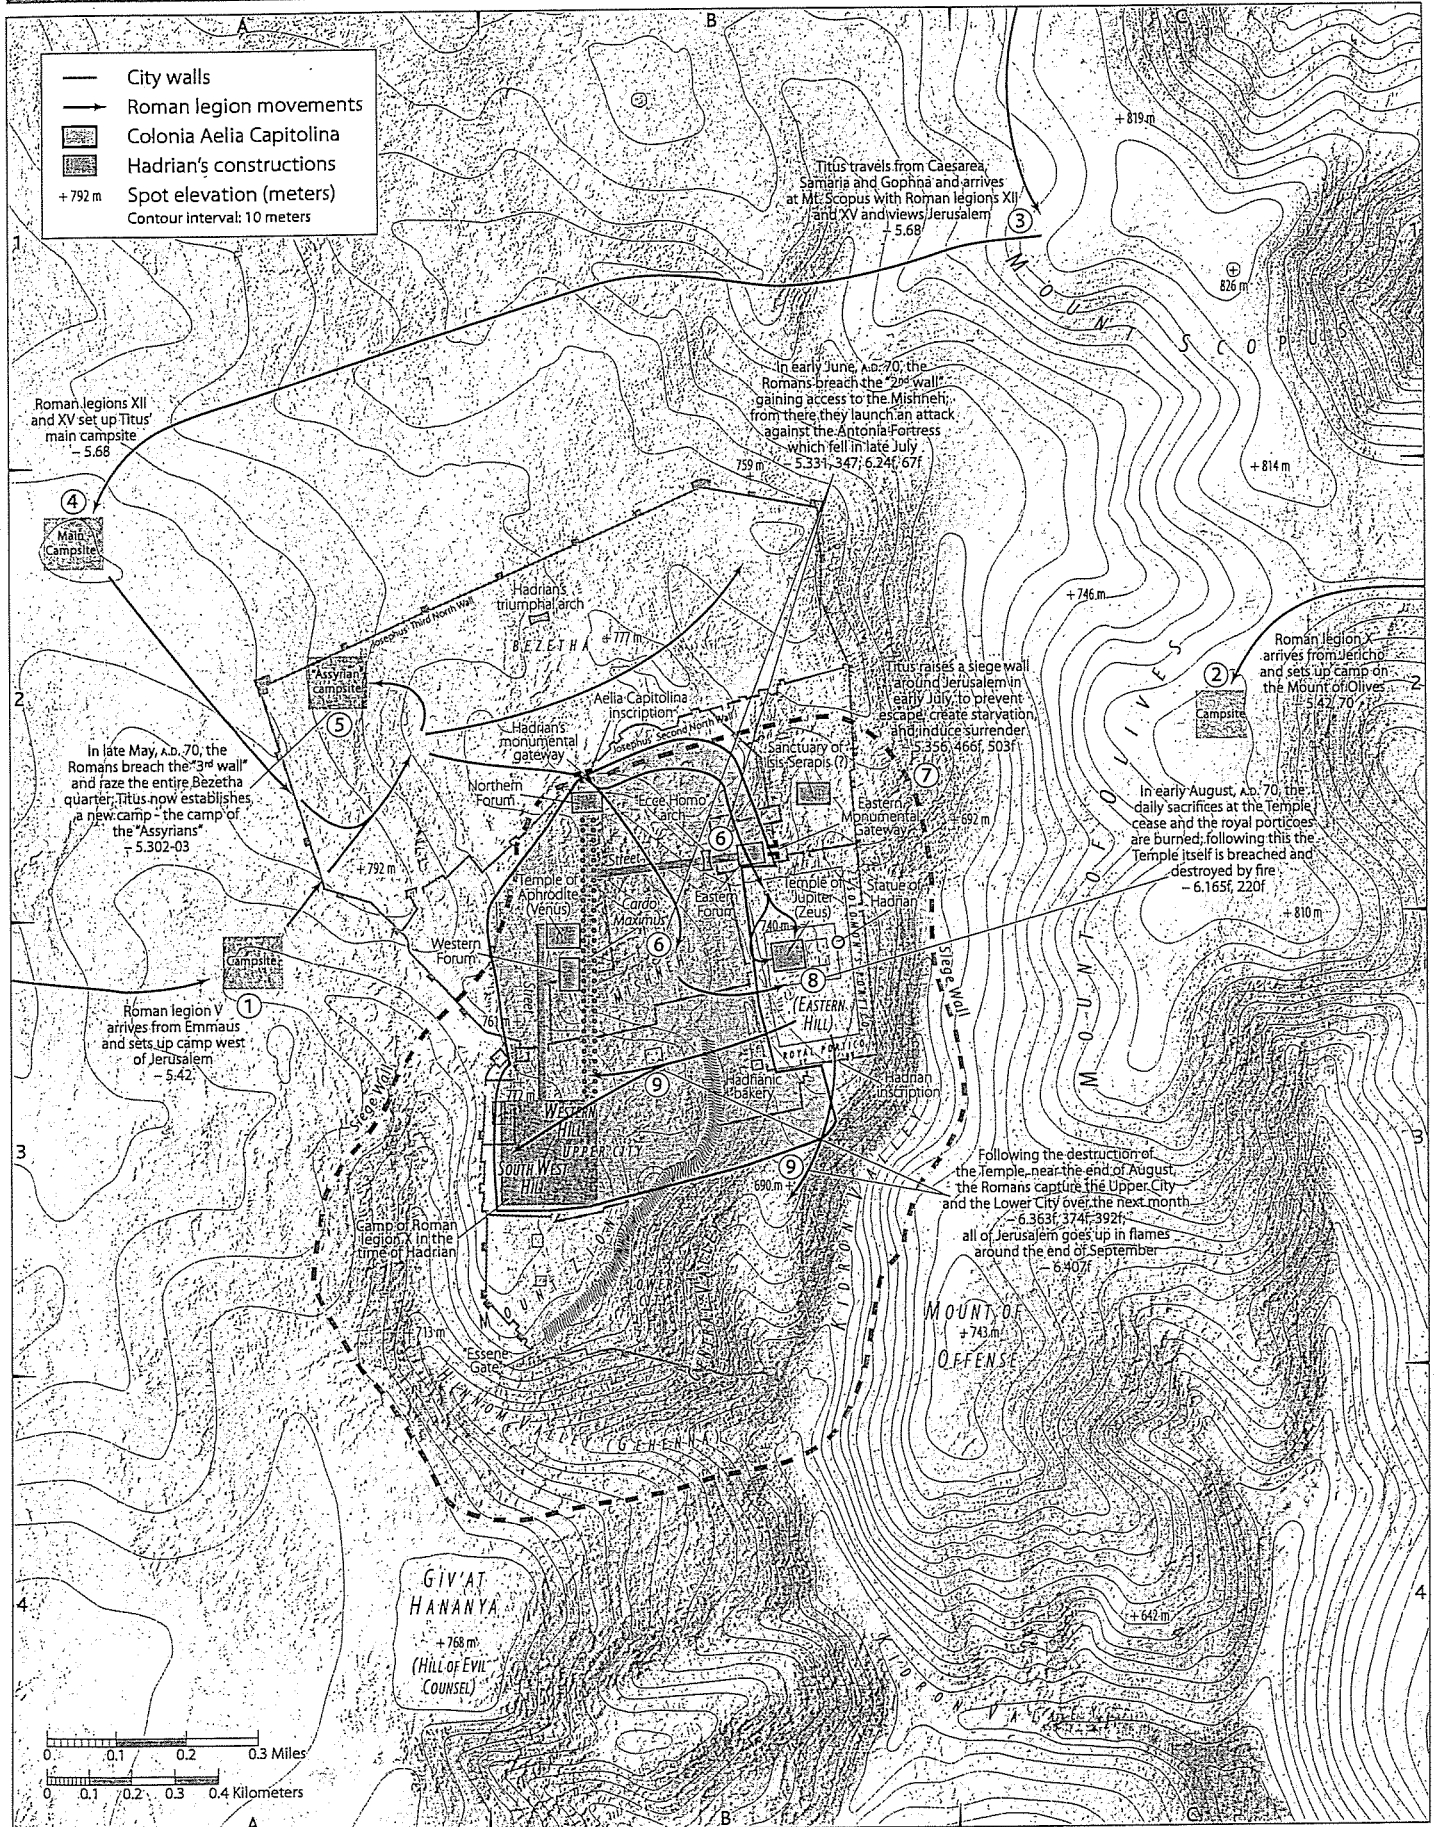 A
B
C
City walls
Roman legion movements
Colonia Aelia Capitolina
Hadrian's constructions
+792 m Spot elevation (meters)
Contour interval: 10 meters
+819 m
Titus travels from Caesarea,
Samaria and Gophna and arrives
at Mt. Scopus with Roman legions XII
and XV and views Jerusalem
– 5.68
3
1
1
826 m
MOUNT SCOPUS
In early June, A.D. 70, the
Romans breach the "2nd wall"
gaining access to the Mishneh;
from there they launch an attack
against the Antonia Fortress
which fell in late July
– 5.331, 347; 6.24f, 67f
759 m
+814 m
Roman legions XII
and XV set up Titus'
main campsite
– 5.68
4
Main
Campsite
Hadrian's
triumphal arch
Josephus' Third North Wall
BEZETHA
+777 m
+746 m
Roman legion X
arrives from Jericho
and sets up camp on
the Mount of Olives
– 5.42, 70
2
Campsite
2
2
"Assyrian"
campsite
5
Aelia Capitolina
inscription
Titus raises a siege wall
around Jerusalem in
early July, to prevent
escape, create starvation,
and induce surrender
– 5.356, 466f, 503f
7
Hadrian's
monumental
gateway
Josephus' Second North Wall
Sanctuary of
Isis-Serapis (?)
In late May, A.D. 70, the
Romans breach the "3rd wall"
and raze the entire Bezetha
quarter; Titus now establishes
a new camp – the camp of
the "Assyrians"
– 5.302-03
Northern
Forum
Ecce Homo
arch
Eastern
Monumental
Gateway
+692 m
In early August, A.D. 70, the
daily sacrifices at the Temple
cease and the royal porticoes
are burned; following this the
Temple itself is breached and
destroyed by fire
– 6.165f, 220f
6
+792 m
Street
Temple of
Aphrodite
(Venus)
Cardo
Maximus
Eastern
Forum
Temple of
Jupiter
(Zeus)
Statue of
Hadrian
SOLOMON'S PORTICO
+810 m
740 m
Western
Forum
6
8
MISHNEH
Street
(EASTERN
HILL)
Siege Wall
MOUNT OF OLIVES
Campsite
1
Roman legion V
arrives from Emmaus
and sets up camp west
of Jerusalem
– 5.42
ROYAL PORTICO
9
Hadrianic
bakery
Hadrian
inscription
Siege Wall
772 m
WESTERN
HILL
UPPER CITY
SOUTH WEST
HILL
3
3
9
690 m +
Following the destruction of
the Temple, near the end of August,
the Romans capture the Upper City
and the Lower City over the next month
– 6.363f, 374f, 392f;
all of Jerusalem goes up in flames
around the end of September
– 6.407f
Camp of Roman
legion X in the
time of Hadrian
MOUNT ZION
LOWER
KIDRON VALLEY
MOUNT OF
+743 m
OFFENSE
713 m
"Essene
Gate"
HINNOM VALLEY (GEHENNA)
GIV'AT
HANANYA
+768 m
(HILL OF EVIL
COUNSEL)
4
4
+642 m
KIDRON VALLEY
0 0.1 0.2 0.3 Miles
0 0.1 0.2 0.3 0.4 Kilometers
A
B
C